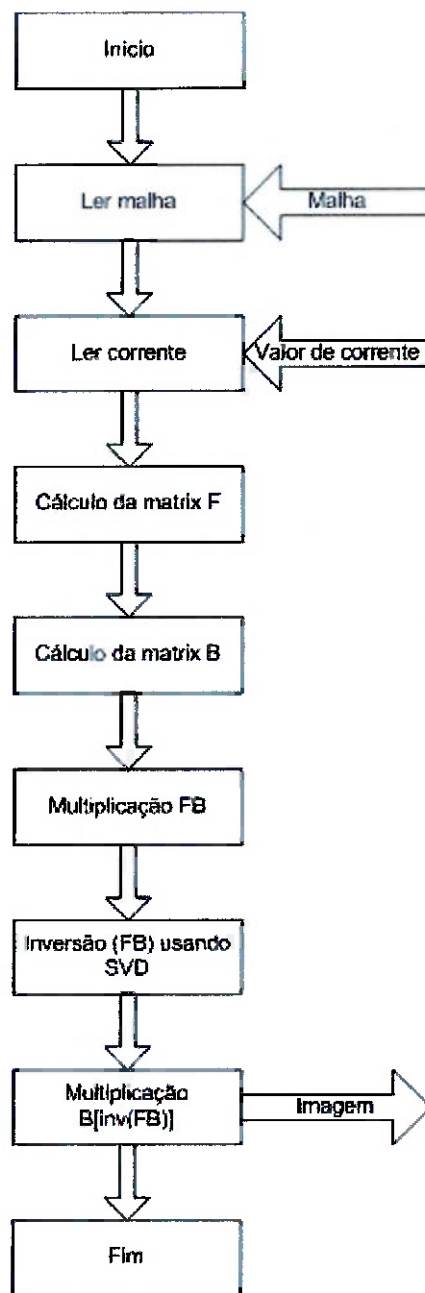 Inicio
Ler malha
Malha
Ler corrente
Valor de corrente
Cálculo da matrix F
Cálculo da matrix B
Multiplicação FB
Inversão (FB) usando
SVD
Multiplicação
B[inv(FB)]
Imagem
Fim